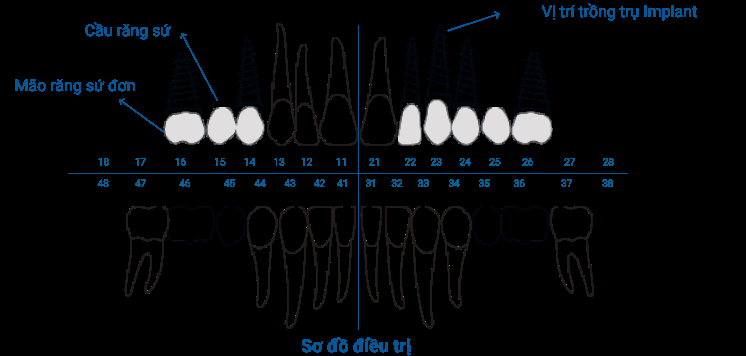 Vị trí trồng trụ Implant
Cầu răng sứ
Mão răng sứ đơn
18 17 16 15 14 13 12 11 21 22 23 24 25 26 27 28
48 47 46 45 44 43 42 41 31 32 33 34 35 36 37 38
Sơ đồ điều trị